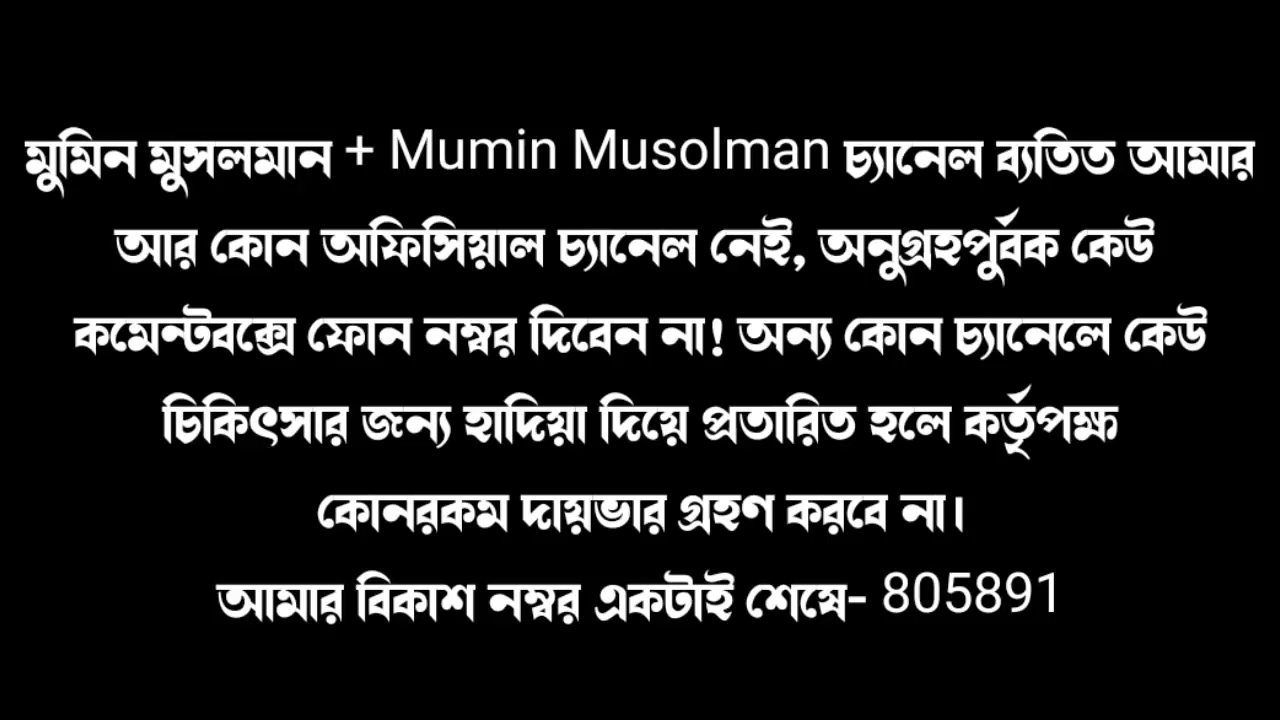 মুমিন মুসলমান + Mumin Musolman চ্যানেল ব্যতিত আমার
আর কোন অফিসিয়াল চ্যানেল নেই, অনুগ্রহপুর্বক কেউ
কমেন্টবক্সে ফোন নম্বর দিবেন না! অন্য কোন চ্যানেলে কেউ
চিকিৎসার জন্য হাদিয়া দিয়ে প্রতারিত হলে কর্তৃপক্ষ
কোনরকম দায়ভার গ্রহণ করবে না।
আমার বিকাশ নম্বর একটাই শেষে- 805891